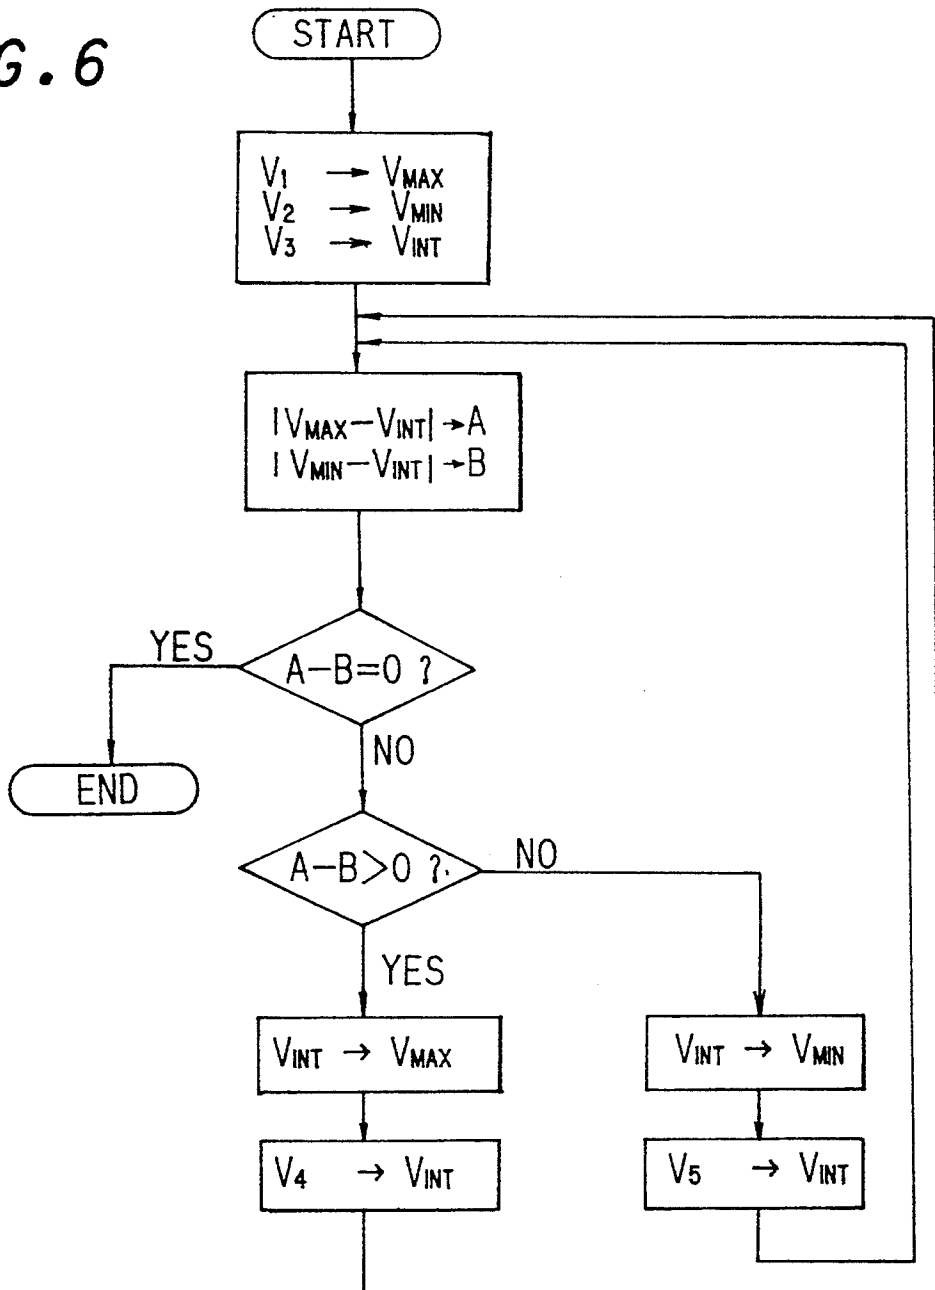 G.6
START
V1 → VMAX
V2 → VMIN
V3 → VINT
|VMAX−VINT|→A
|VMIN−VINT|→B
YES
A−B=0 ?
NO
END
A−B>0 ?
NO
YES
VINT → VMAX
VINT → VMIN
V4 → VINT
V5 → VINT